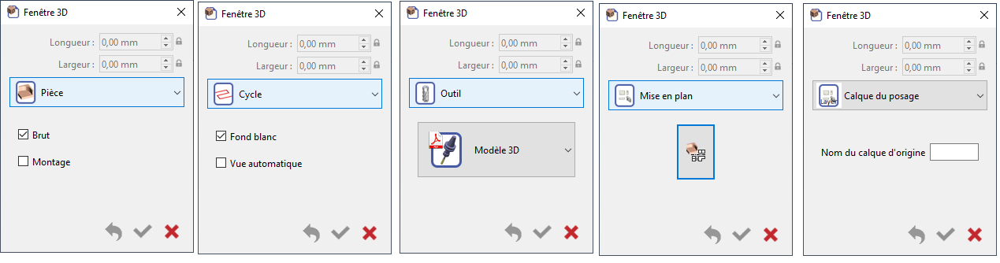 Fenêtre 3D
Longueur : 0,00 mm
Largeur : 0,00 mm
Pièce
Brut
Montage
Fenêtre 3D
Longueur : 0,00 mm
Largeur : 0,00 mm
Cycle
Fond blanc
Vue automatique
Fenêtre 3D
Longueur : 0,00 mm
Largeur : 0,00 mm
Outil
Modèle 3D
Fenêtre 3D
Longueur : 0,00 mm
Largeur : 0,00 mm
Mise en plan
Fenêtre 3D
Longueur : 0,00 mm
Largeur : 0,00 mm
Layer
Calque du posage
Nom du calque d'origine